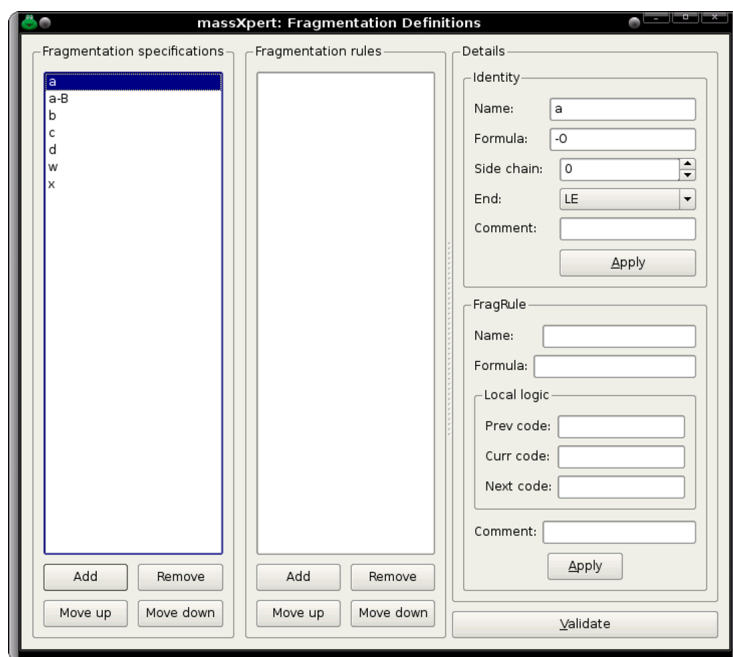 massXpert: Fragmentation Definitions
Fragmentation specifications
a
a-B
b
c
d
w
x
Add Remove
Move up Move down
Fragmentation rules
Add Remove
Move up Move down
Details
Identity
Name: a
Formula: -O
Side chain: 0
End: LE
Comment:
Apply
FragRule
Name:
Formula:
Local logic
Prev code:
Curr code:
Next code:
Comment:
Apply
Validate